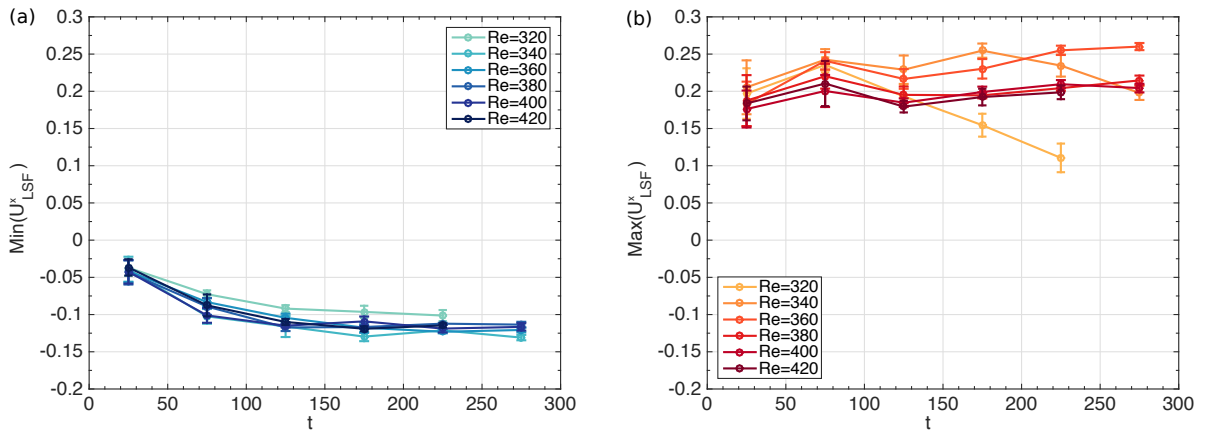 (a)
0.3
0.25
0.2
0.15
0.1
0.05
0
-0.05
-0.1
-0.15
-0.2
Min(U^x_LSF)
0
50
100
150
200
250
300
t
Re=320
Re=340
Re=360
Re=380
Re=400
Re=420
(b)
0.3
0.25
0.2
0.15
0.1
0.05
0
-0.05
-0.1
-0.15
-0.2
Max(U^x_LSF)
0
50
100
150
200
250
300
t
Re=320
Re=340
Re=360
Re=380
Re=400
Re=420